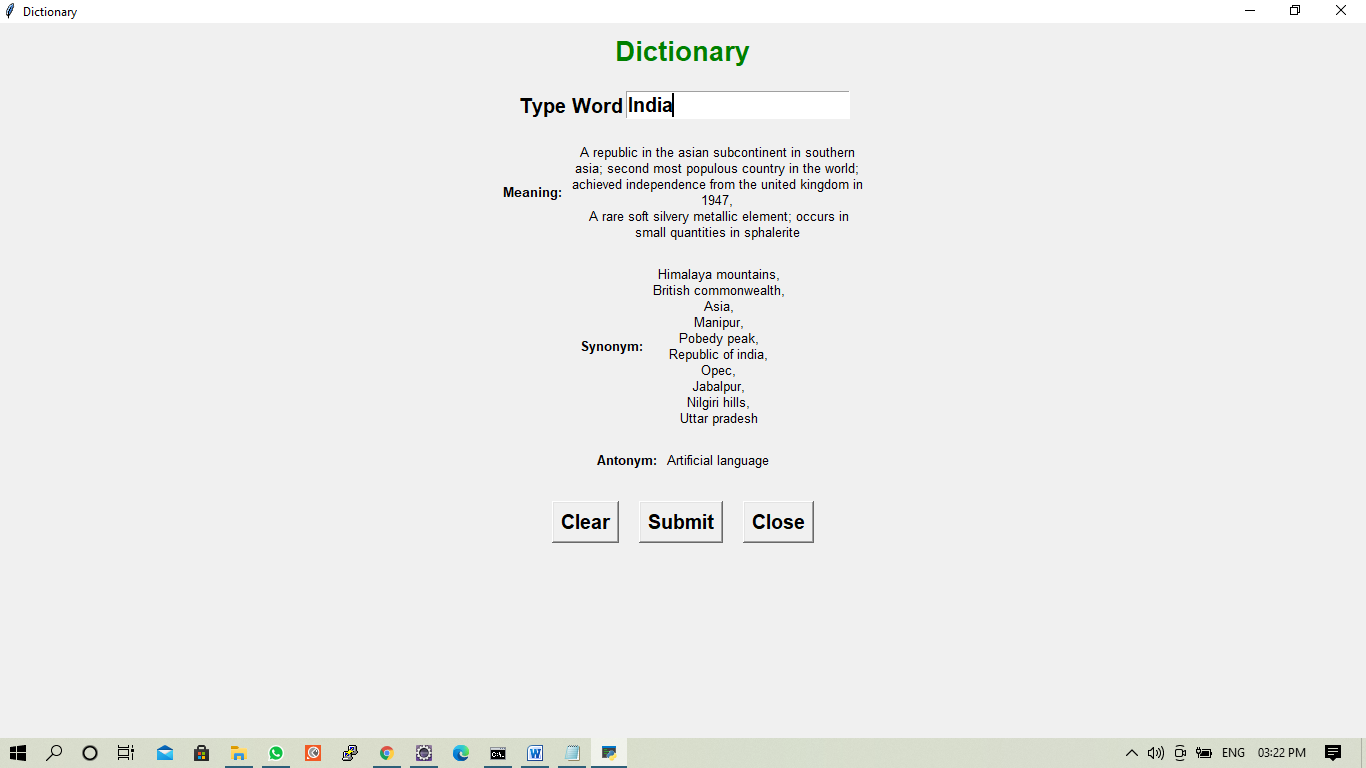 Dictionary
Dictionary
Type Word India
A republic in the asian subcontinent in southern
asia; second most populous country in the world;
achieved independence from the united kingdom in
Meaning:
1947,
A rare soft silvery metallic element; occurs in
small quantities in sphalerite
Himalaya mountains,
British commonwealth,
Asia,
Manipur,
Pobedy peak,
Synonym:
Republic of india,
Opec,
Jabalpur,
Nilgiri hills,
Uttar pradesh
Antonym: Artificial language
Clear Submit Close
ENG 03:22 PM